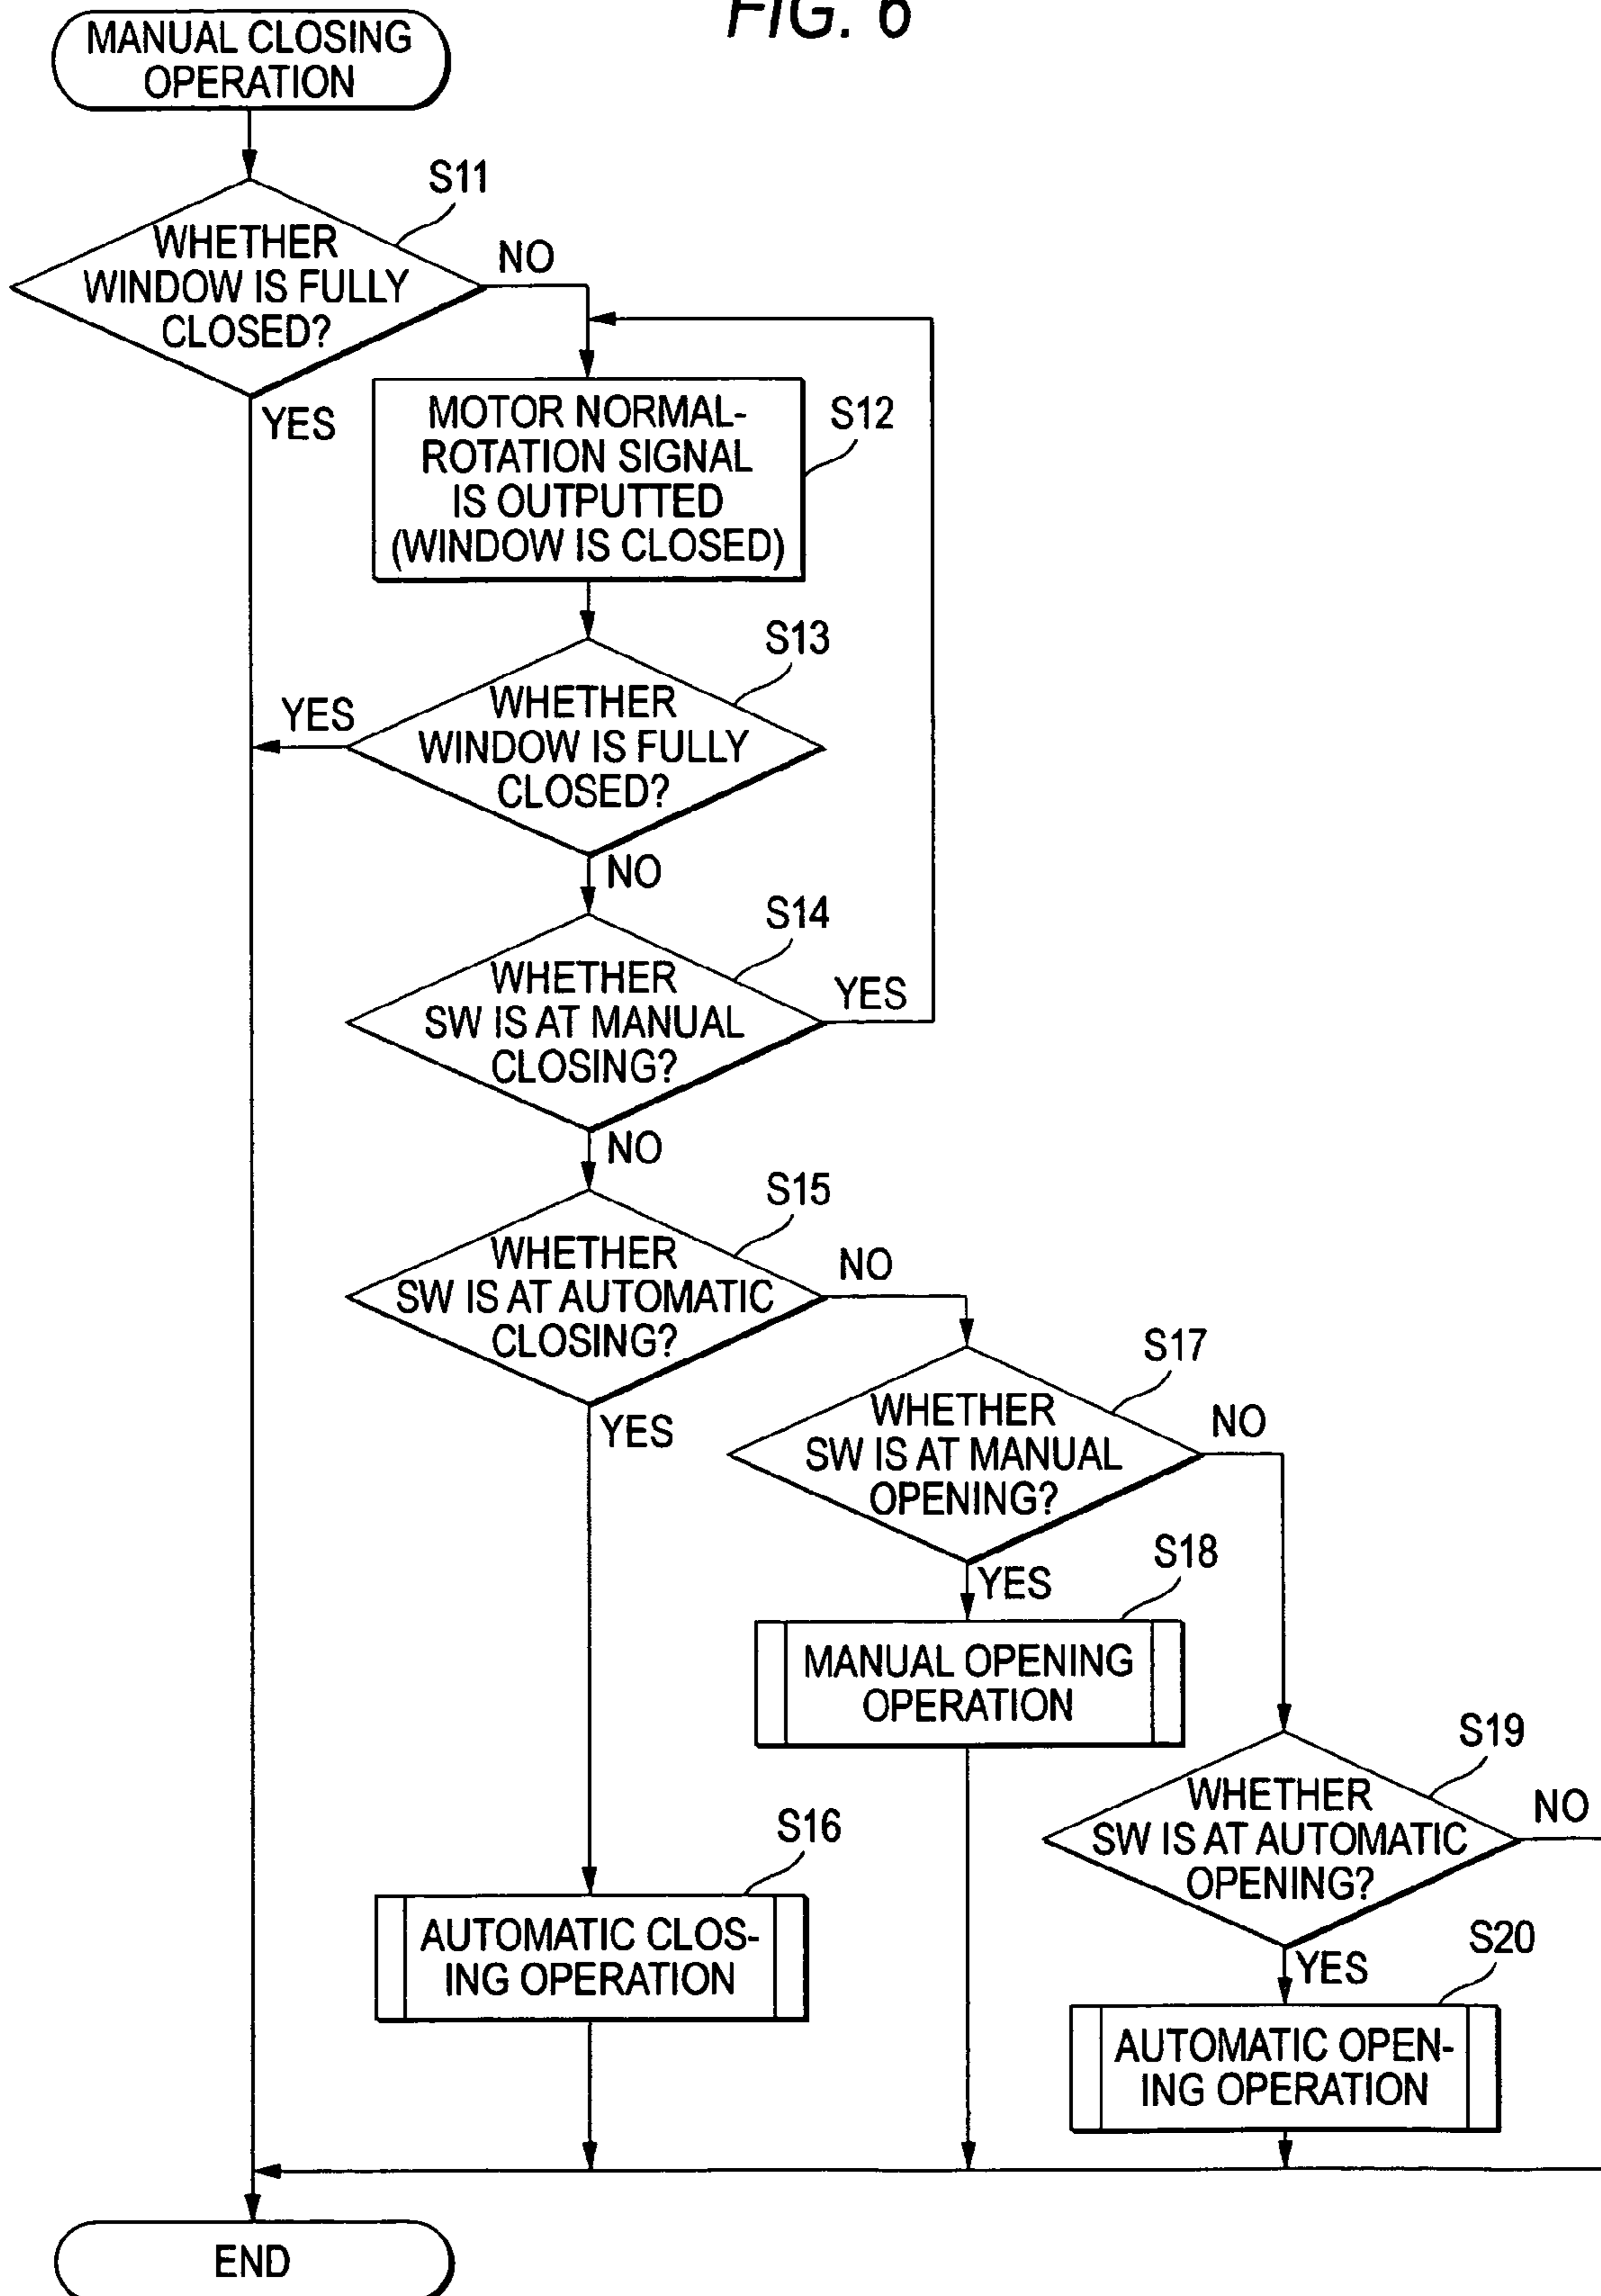 FIG. 6
MANUAL CLOSING
OPERATION
S11
WHETHER
WINDOW IS FULLY
CLOSED?
NO
YES
MOTOR NORMAL-
ROTATION SIGNAL
IS OUTPUTTED
(WINDOW IS CLOSED)
S12
S13
WHETHER
WINDOW IS FULLY
CLOSED?
YES
NO
S14
WHETHER
SW IS AT MANUAL
CLOSING?
YES
NO
S15
WHETHER
SW IS AT AUTOMATIC
CLOSING?
NO
YES
S17
WHETHER
SW IS AT MANUAL
OPENING?
NO
YES
S18
MANUAL OPENING
OPERATION
S19
WHETHER
SW IS AT AUTOMATIC
OPENING?
NO
YES
S16
AUTOMATIC CLOS-
ING OPERATION
S20
AUTOMATIC OPEN-
ING OPERATION
END